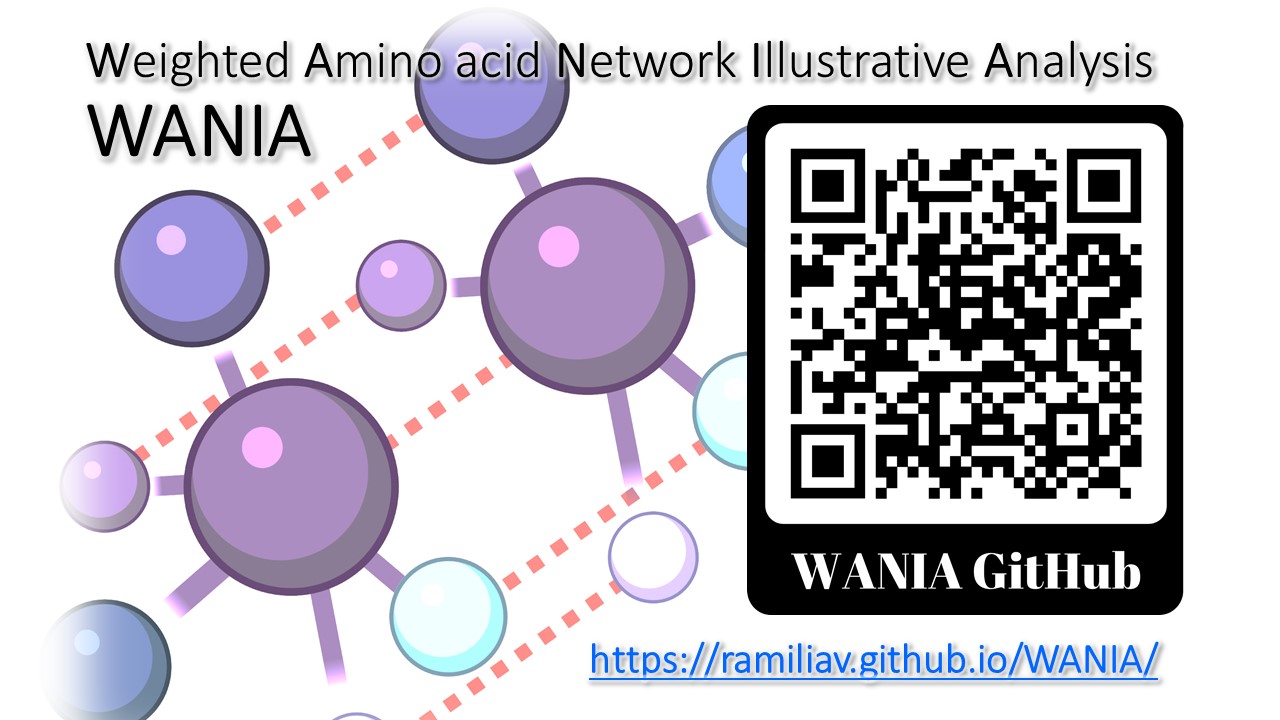 Weighted Amino acid Network Illustrative Analysis
WANIA
WANIA GitHub
https://ramiliav.github.io/WANIA/